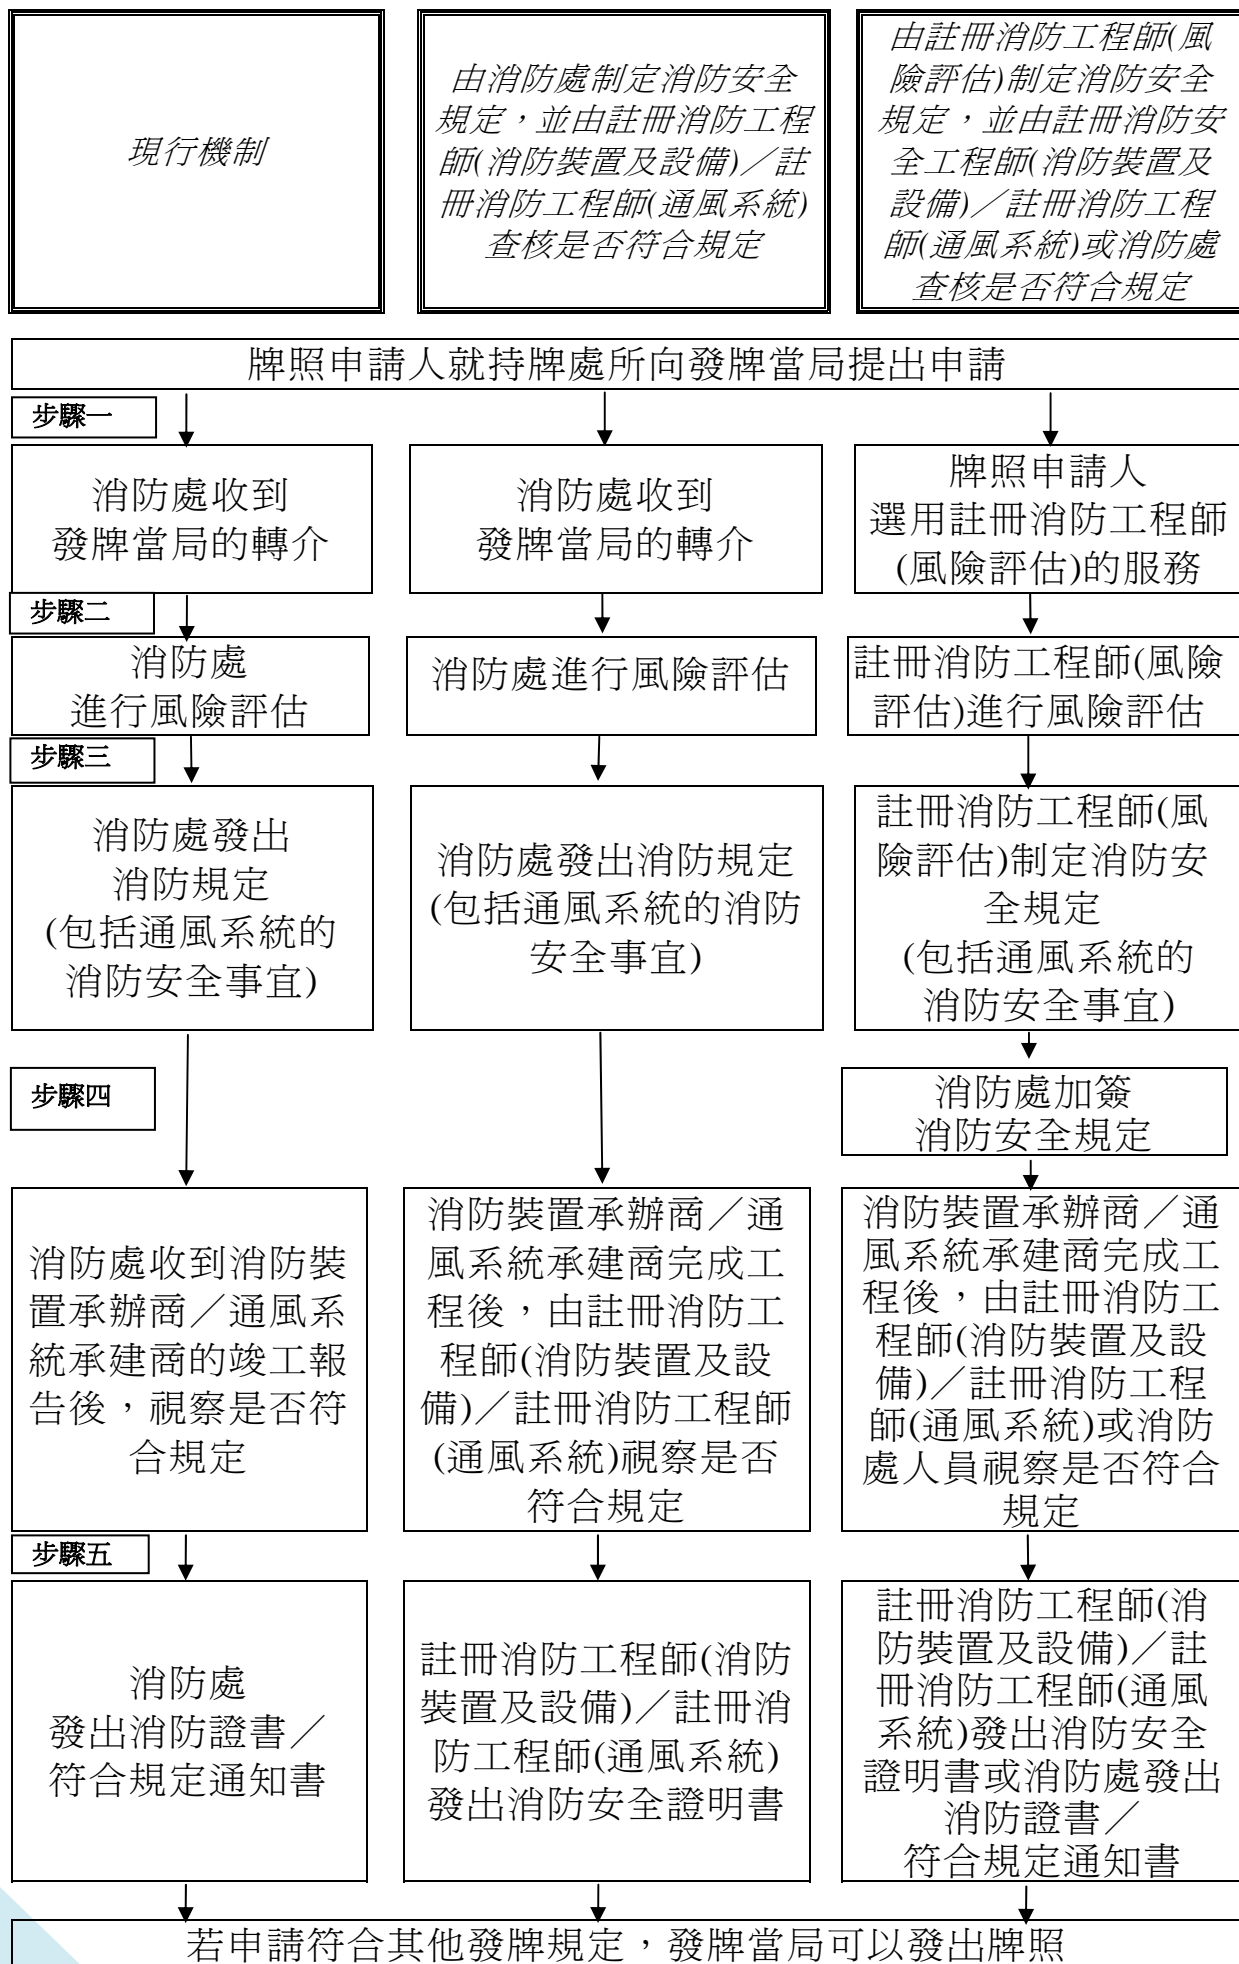 現行機制
由消防處制定消防安全
規定，並由註冊消防工程
師(消防裝置及設備)／註
冊消防工程師(通風系統)
查核是否符合規定
由註冊消防工程師(風
險評估)制定消防安全
規定，並由註冊消防安
全工程師(消防裝置及
設備)／註冊消防工程
師(通風系統)或消防處
查核是否符合規定
牌照申請人就持牌處所向發牌當局提出申請
步驟一
消防處收到
發牌當局的轉介
消防處收到
發牌當局的轉介
牌照申請人
選用註冊消防工程師
(風險評估)的服務
步驟二
消防處
進行風險評估
消防處進行風險評估
註冊消防工程師(風險
評估)進行風險評估
步驟三
消防處發出
消防規定
(包括通風系統的
消防安全事宜)
消防處發出消防規定
(包括通風系統的消防
安全事宜)
註冊消防工程師(風
險評估)制定消防安
全規定
(包括通風系統的
消防安全事宜)
步驟四
消防處加簽
消防安全規定
消防處收到消防裝
置承辦商／通風系
統承建商的竣工報
告後，視察是否符
合規定
消防裝置承辦商／通
風系統承建商完成工
程後，由註冊消防工
程師(消防裝置及設
備)／註冊消防工程師
(通風系統)視察是否
符合規定
消防裝置承辦商／通
風系統承建商完成工
程後，由註冊消防工
程師(消防裝置及設
備)／註冊消防工程
師(通風系統)或消防
處人員視察是否符合
規定
步驟五
消防處
發出消防證書／
符合規定通知書
註冊消防工程師(消防
裝置及設備)／註冊消
防工程師(通風系統)
發出消防安全證明書
註冊消防工程師(消
防裝置及設備)／註
冊消防工程師(通風
系統)發出消防安全
證明書或消防處發出
消防證書／
符合規定通知書
若申請符合其他發牌規定，發牌當局可以發出牌照